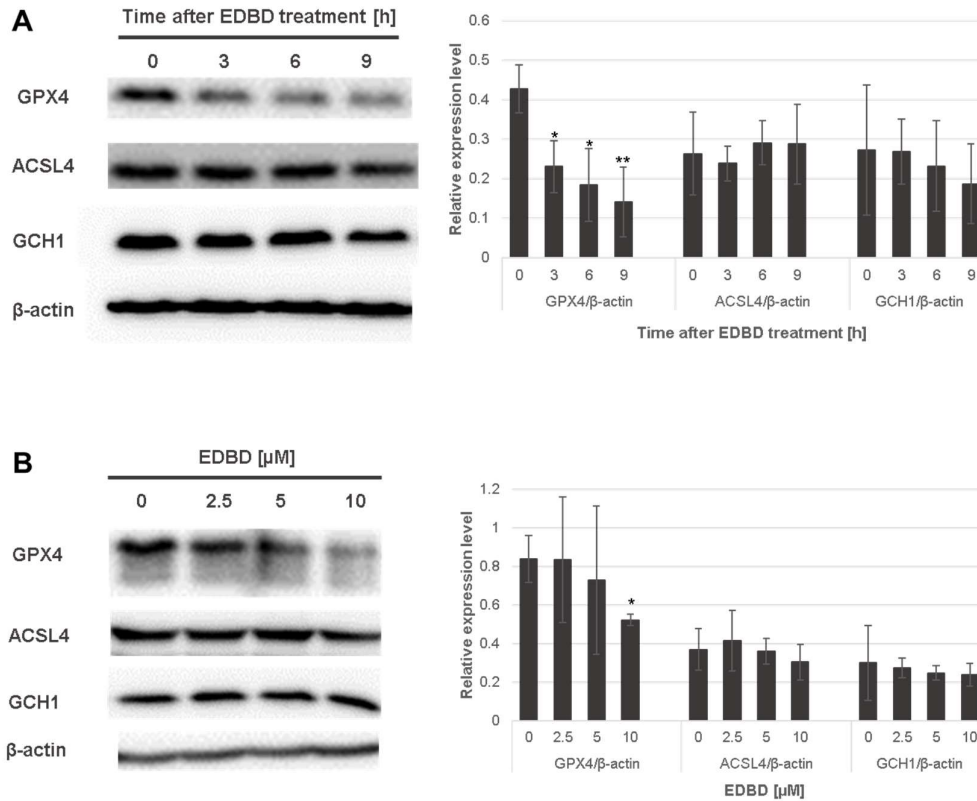 A
Time after EDBD treatment [h]
0 3 6 9
GPX4
ACSL4
GCH1
β-actin
Relative expression level
0.6
0.5
0.4
0.3
0.2
0.1
0
* * **
0 3 6 9 0 3 6 9 0 3 6 9
GPX4/β-actin ACSL4/β-actin GCH1/β-actin
Time after EDBD treatment [h]
B
EDBD [µM]
0 2.5 5 10
GPX4
ACSL4
GCH1
β-actin
Relative expression level
1.2
1
0.8
0.6
0.4
0.2
0
*
0 2.5 5 10 0 2.5 5 10 0 2.5 5 10
GPX4/β-actin ACSL4/β-actin GCH1/β-actin
EDBD [µM]